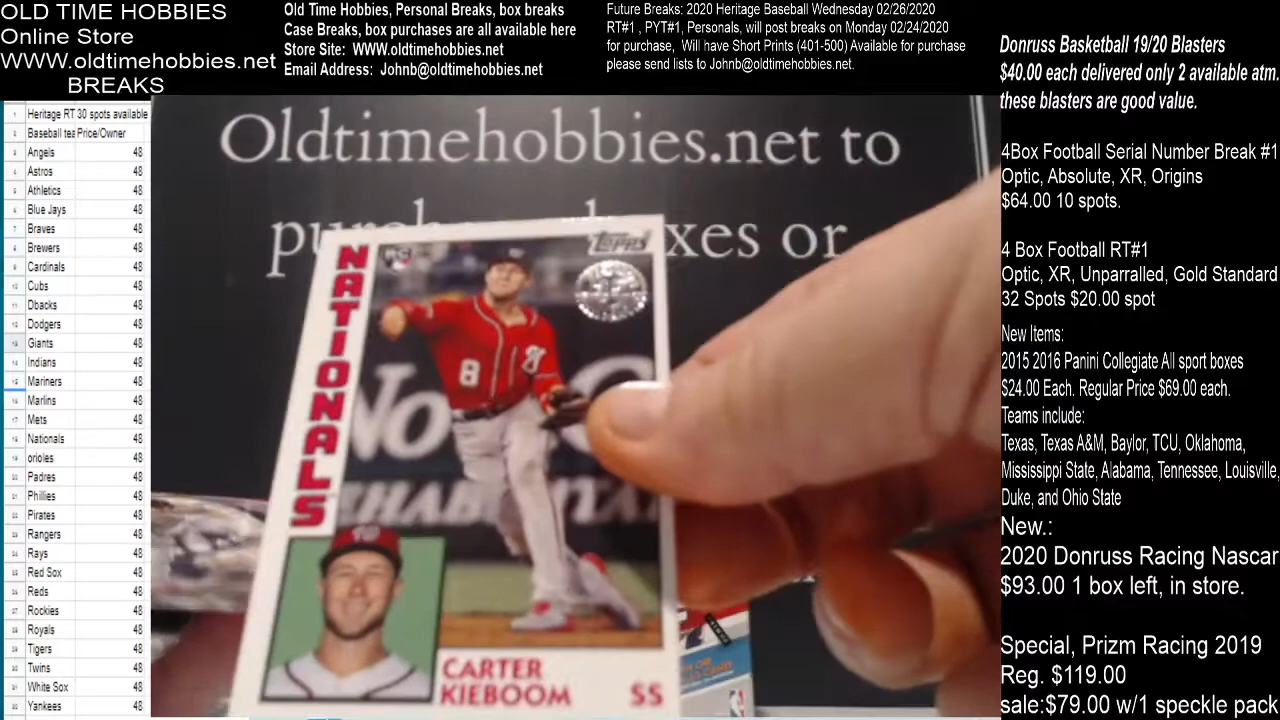 OLD TIME HOBBIES
Online Store
WWW.oldtimehobbies.net
BREAKS
Old Time Hobbies, Personal Breaks, box breaks
Case Breaks, box purchases are all available here
Store Site: WWW.oldtimehobbies.net
Email Address: Johnb@oldtimehobbies.net
Future Breaks: 2020 Heritage Baseball Wednesday 02/26/2020
RT#1 , PYT#1, Personals, will post breaks on Monday 02/24/2020
for purchase, Will have Short Prints (401-500) Available for purchase
please send lists to Johnb@oldtimehobbies.net.
Donruss Basketball 19/20 Blasters
$40.00 each delivered only 2 available atm.
these blasters are good value.
4Box Football Serial Number Break #1
Optic, Absolute, XR, Origins
$64.00 10 spots.
4 Box Football RT#1
Optic, XR, Unparralled, Gold Standard
32 Spots $20.00 spot
New Items:
2015 2016 Panini Collegiate All sport boxes
$24.00 Each. Regular Price $69.00 each.
Teams include:
Texas, Texas A&M, Baylor, TCU, Oklahoma,
Mississippi State, Alabama, Tennessee, Louisville,
Duke, and Ohio State
New.:
2020 Donruss Racing Nascar
$93.00 1 box left, in store.
Special, Prizm Racing 2019
Reg. $119.00
sale:$79.00 w/1 speckle pack
Heritage RT 30 spots available
Baseball tea Price/Owner
Angels 48
Astros 48
Athletics 48
Blue Jays 48
Braves 48
Brewers 48
Cardinals 48
Cubs 48
Dbacks 48
Dodgers 48
Giants 48
Indians 48
Mariners 48
Marlins 48
Mets 48
Nationals 48
orioles 48
Padres 48
Phillies 48
Pirates 48
Rangers 48
Rays 48
Red Sox 48
Reds 48
Rockies 48
Royals 48
Tigers 48
Twins 48
White Sox 48
Yankees 48
Oldtimehobbies.net to
xes or
Topps
NATIONALS
8
CARTER
KIEBOOM SS